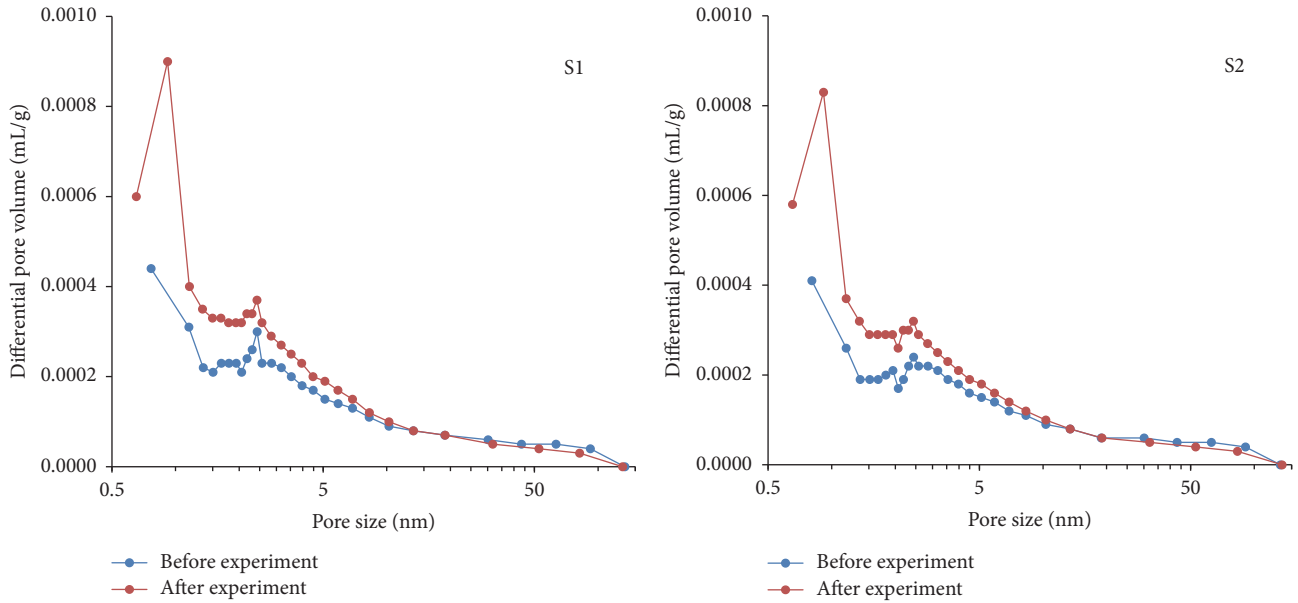 S1
Differential pore volume (mL/g)
0.0010
0.0008
0.0006
0.0004
0.0002
0.0000
0.5
5
50
Pore size (nm)
Before experiment
After experiment
S2
Differential pore volume (mL/g)
0.0010
0.0008
0.0006
0.0004
0.0002
0.0000
0.5
5
50
Pore size (nm)
Before experiment
After experiment